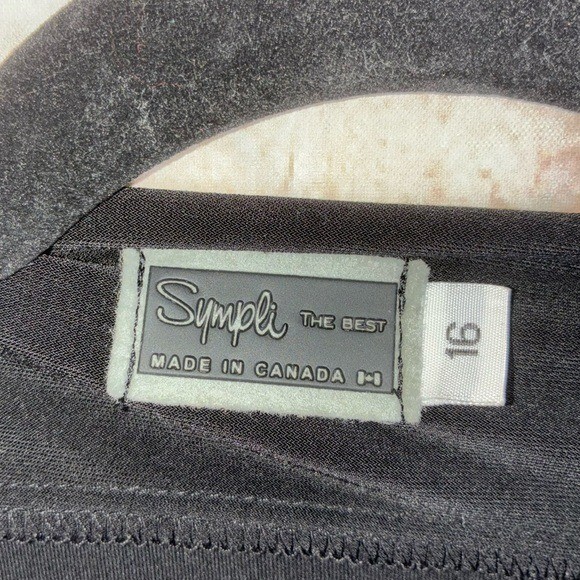 Sympli THE BEST
MADE IN CANADA
16